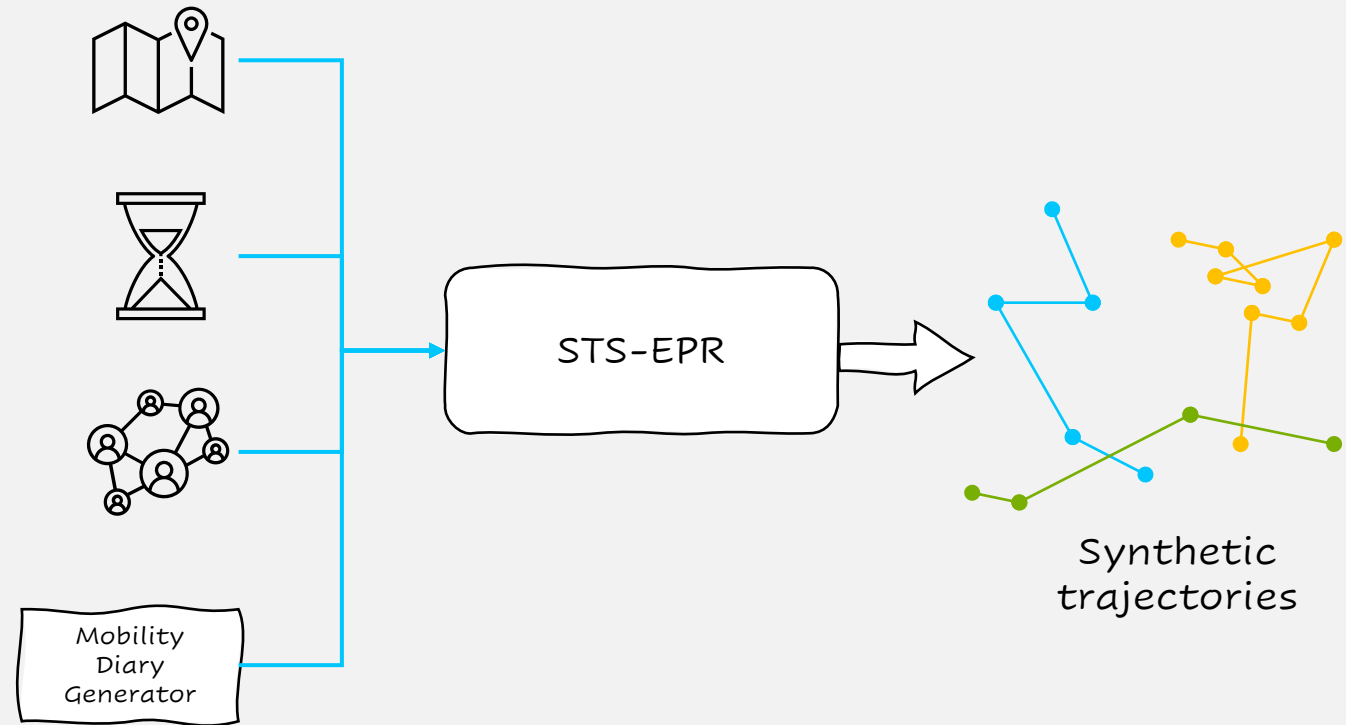 STS-EPR
Synthetic
trajectories
Mobility
Diary
Generator